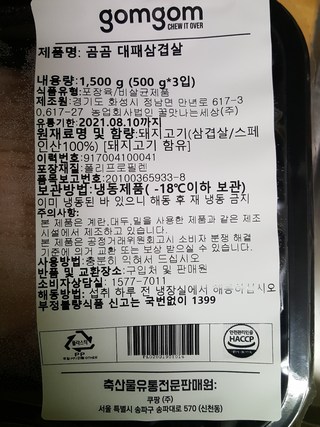 gomgom
CHEW IT OVER
제품명: 곰곰 대패삼겹살
내용량:1,500 g (500 g*3입)
식품유형:포장육/비살균제품
제조원:경기도 화성시 정남면 만년로 617-3
0,617-27 농업회사법인 꿈맛나는세상(주)
유통기한:2021.08.10까지
원재료명 및 함량:돼지고기(삼겹살/스페
인산100%) [돼지고기 함유]
이력번호:917004100041
포장재질:폴리프로필렌
품목보고번호:20100365933-8
보관방법:냉동제품( -18℃이하 보관)
이미 냉동된 바 있으니 해동 후 재 냉동 금지
주의사항:
본 제품은 계란,대두,밀을 사용한 제품과 같은 제조
시설에서 제조하고 있습니다.
본 제품은 공정거래위원회고시 소비자 분쟁 해결
기준에 의거 교환 또는 보상 받으실 수 있습니다.
사용방법:충분히 익혀서 드십시오
반품 및 교환장소:구입처 및 판매원
소비자상담실: 1577-7011
해동방법: 섭취 하루 전 냉장실에서 해동하십시오
부정불량식품 신고는 국번없이 1399
PP
안전관리인증
HACCP
축산물유통전문판매원:
쿠팡 (주)
서울 특별시 송파구 송파대로 570 (신천동)